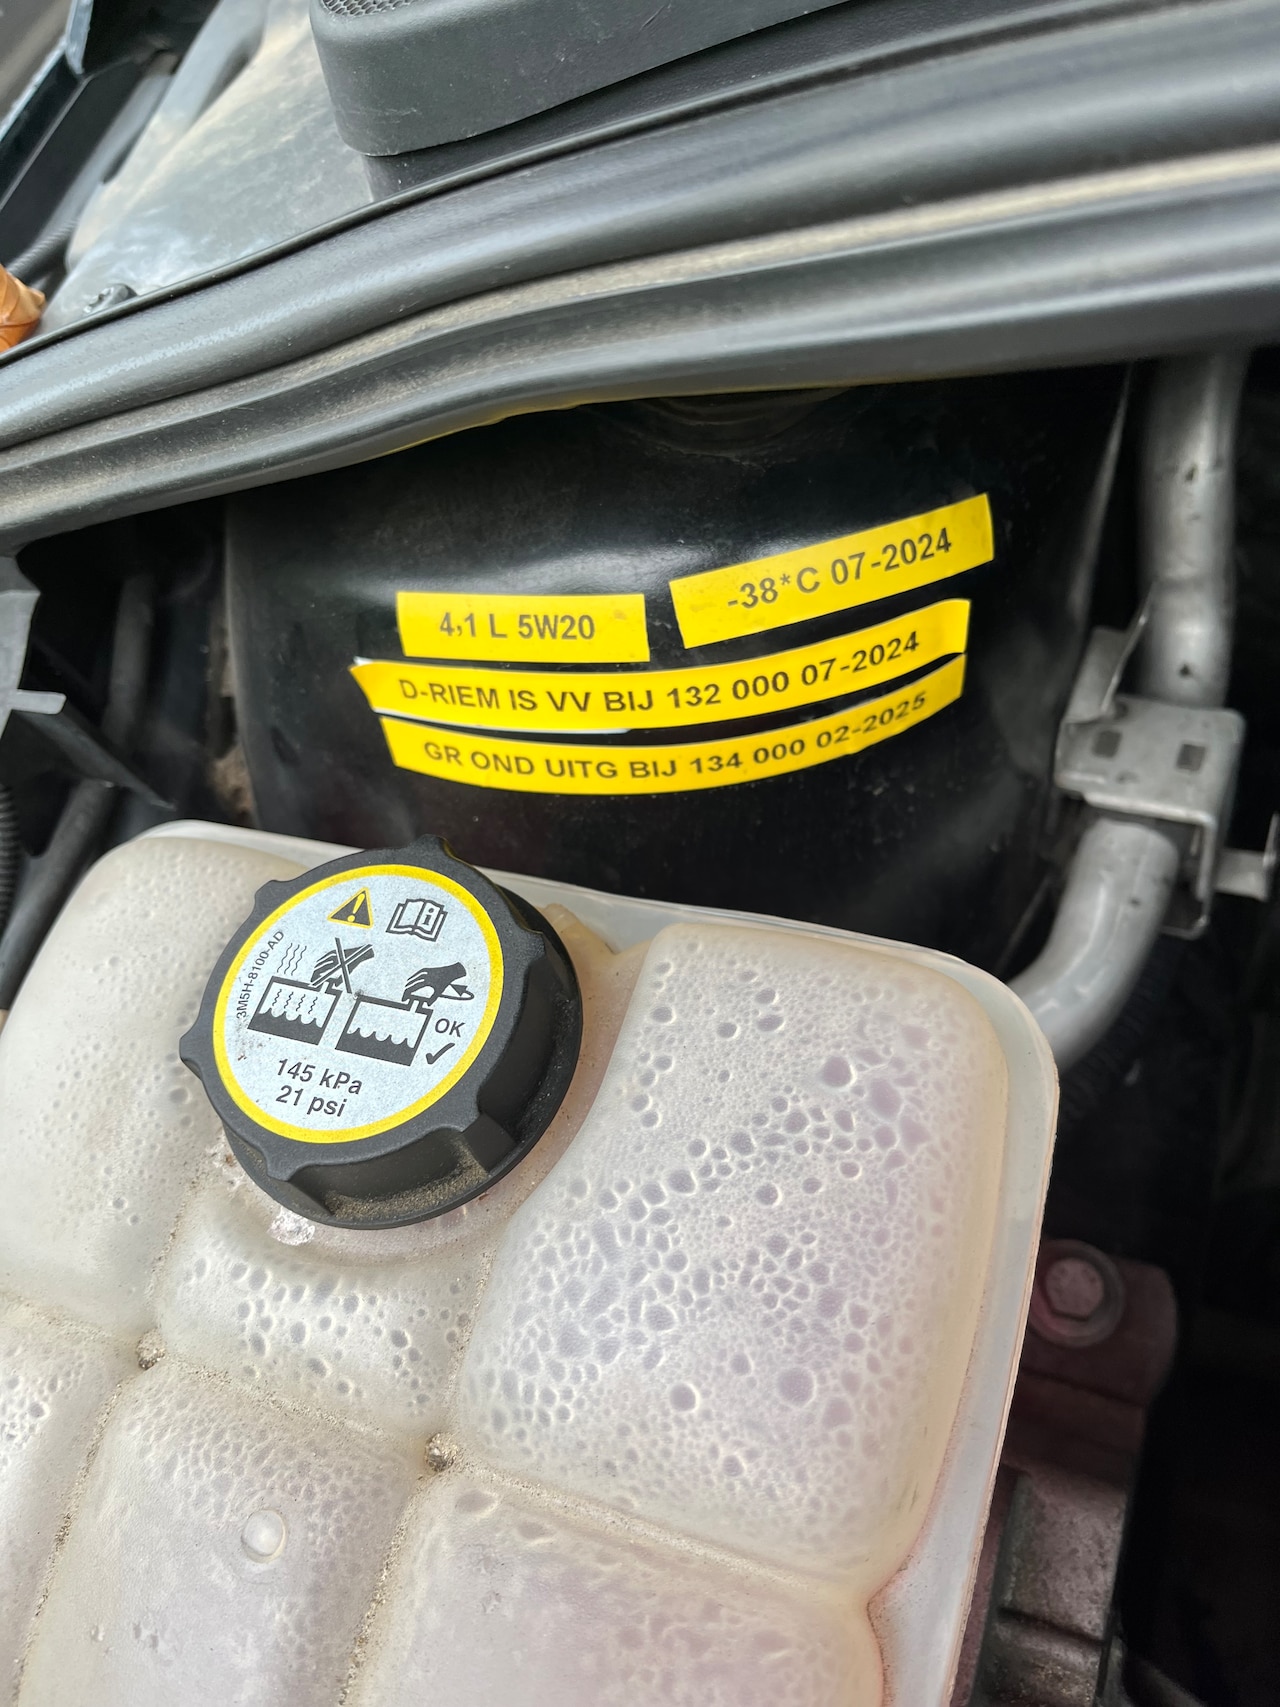 -38*C 07-2024
4,1 L 5W20
D-RIEM IS VV BIJ 132 000 07-2024
GR OND UITG BIJ 134 000 02-2025
3M5H-8100-AD
OK
145 kPa
21 psi